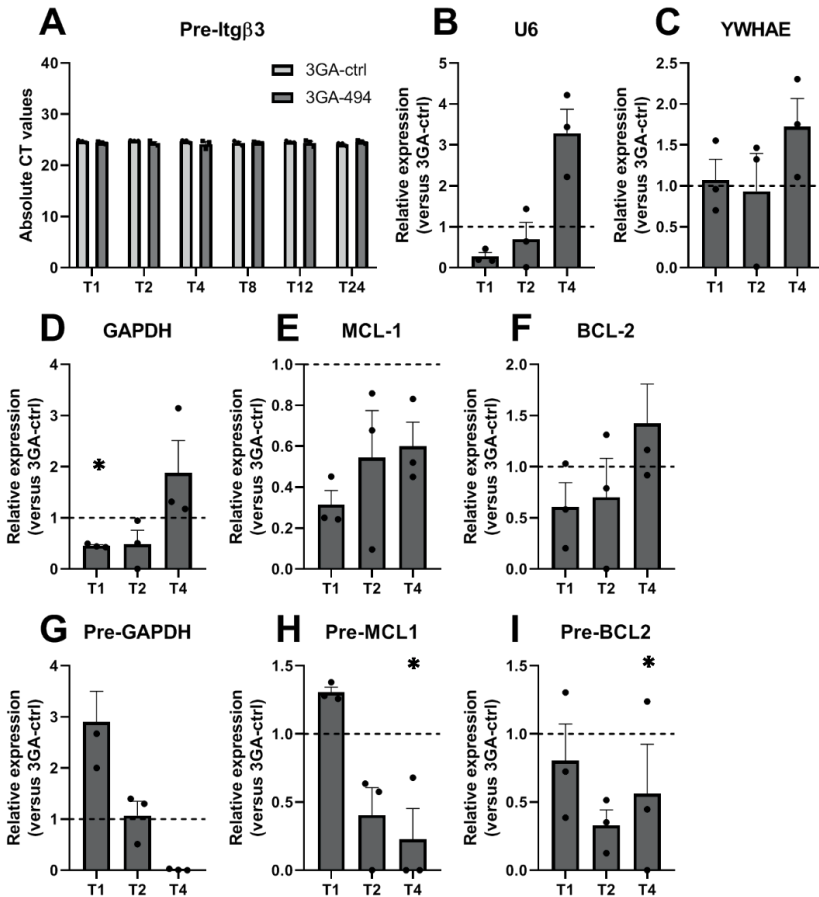 A
Pre-Itgβ3
Absolute CT values
40
30
20
10
0
3GA-ctrl
3GA-494
T1 T2 T4 T8 T12 T24
B
U6
Relative expression
(versus 3GA-ctrl)
5
4
3
2
1
0
T1 T2 T4
C
YWHAE
Relative expression
(versus 3GA-ctrl)
2.5
2.0
1.5
1.0
0.5
0.0
T1 T2 T4
D
GAPDH
Relative expression
(versus 3GA-ctrl)
4
3
2
1
0
*
T1 T2 T4
E
MCL-1
Relative expression
(versus 3GA-ctrl)
1.0
0.8
0.6
0.4
0.2
0.0
T1 T2 T4
F
BCL-2
Relative expression
(versus 3GA-ctrl)
2.0
1.5
1.0
0.5
0.0
T1 T2 T4
G
Pre-GAPDH
Relative expression
(versus 3GA-ctrl)
4
3
2
1
0
T1 T2 T4
H
Pre-MCL1
Relative expression
(versus 3GA-ctrl)
1.5
1.0
0.5
0.0
*
T1 T2 T4
I
Pre-BCL2
Relative expression
(versus 3GA-ctrl)
1.5
1.0
0.5
0.0
*
T1 T2 T4